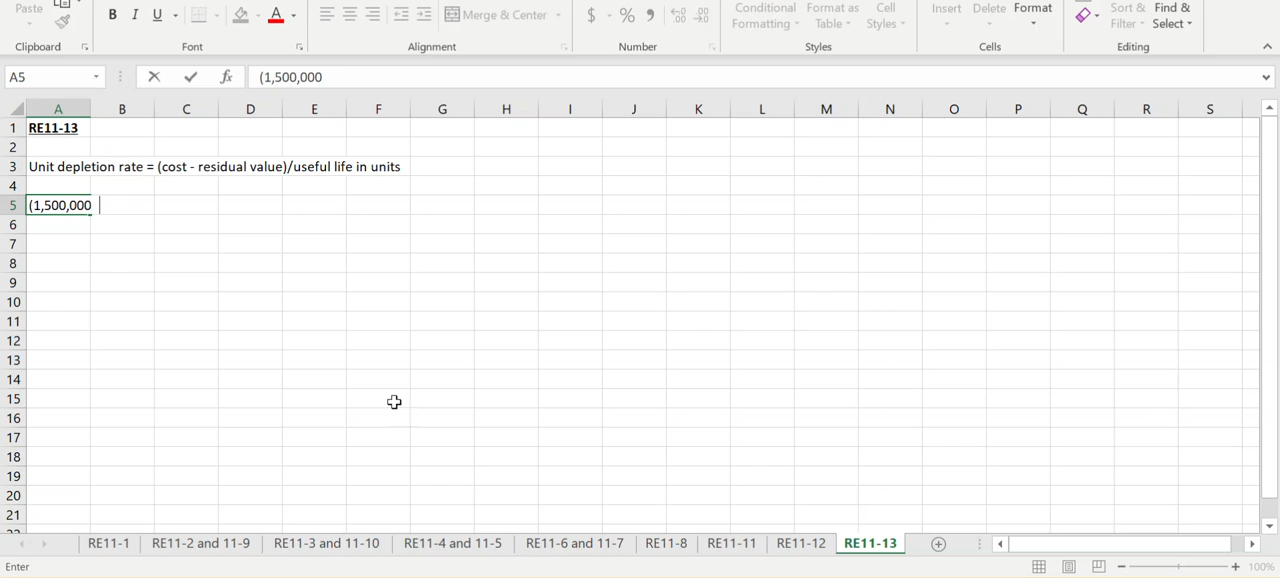 Paste
B I U A
Merge & Center
$ % 9
Conditional Formatting
Format as Table
Cell Styles
Insert Delete Format
Sort & Filter
Find & Select
Clipboard Font Alignment Number Styles Cells Editing
A5 fx (1,500,000
A B C D E F G H I J K L M N O P Q R S
1 RE11-13
2
3 Unit depletion rate = (cost - residual value)/useful life in units
4
5 (1,500,000
6
7
8
9
10
11
12
13
14
15
16
17
18
19
20
21
RE11-1 RE11-2 and 11-9 RE11-3 and 11-10 RE11-4 and 11-5 RE11-6 and 11-7 RE11-8 RE11-11 RE11-12 RE11-13
Enter 100%